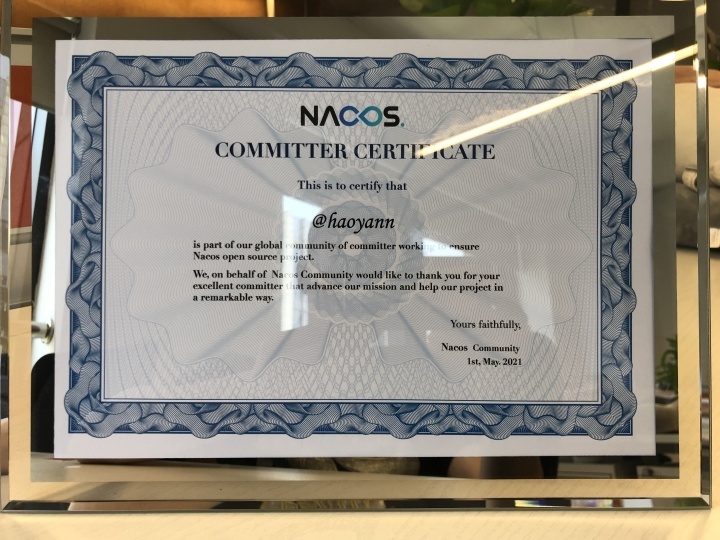 NACOS.
COMMITTER CERTIFICATE
This is to certify that
@haoyann
is part of our global community of committer working to ensure
Nacos open source project.
We, on behalf of Nacos Community would like to thank you for your
excellent committer that advance our mission and help our project in
a remarkable way.
Yours faithfully,
Nacos Community
1st, May. 2021